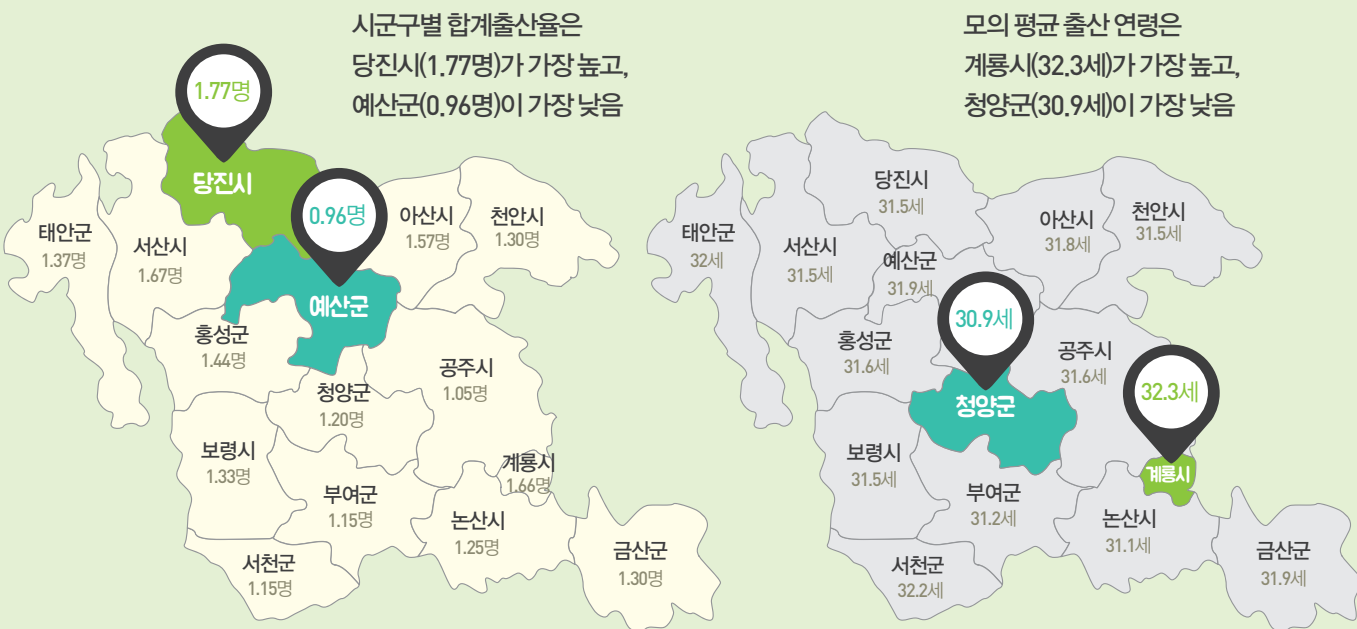 시군구별 합계출산율은
당진시(1.77명)가 가장 높고,
예산군(0.96명)이 가장 낮음
1.77명
당진시
0.96명
예산군
아산시
1.57명
천안시
1.30명
태안군
1.37명
서산시
1.67명
홍성군
1.44명
공주시
1.05명
청양군
1.20명
보령시
1.33명
계룡시
1.66명
부여군
1.15명
논산시
1.25명
서천군
1.15명
금산군
1.30명
모의 평균 출산 연령은
계룡시(32.3세)가 가장 높고,
청양군(30.9세)이 가장 낮음
당진시
31.5세
아산시
31.8세
천안시
31.5세
태안군
32세
서산시
31.5세
예산군
31.9세
30.9세
청양군
홍성군
31.6세
공주시
31.6세
32.3세
계룡시
보령시
31.5세
부여군
31.2세
논산시
31.1세
서천군
32.2세
금산군
31.9세